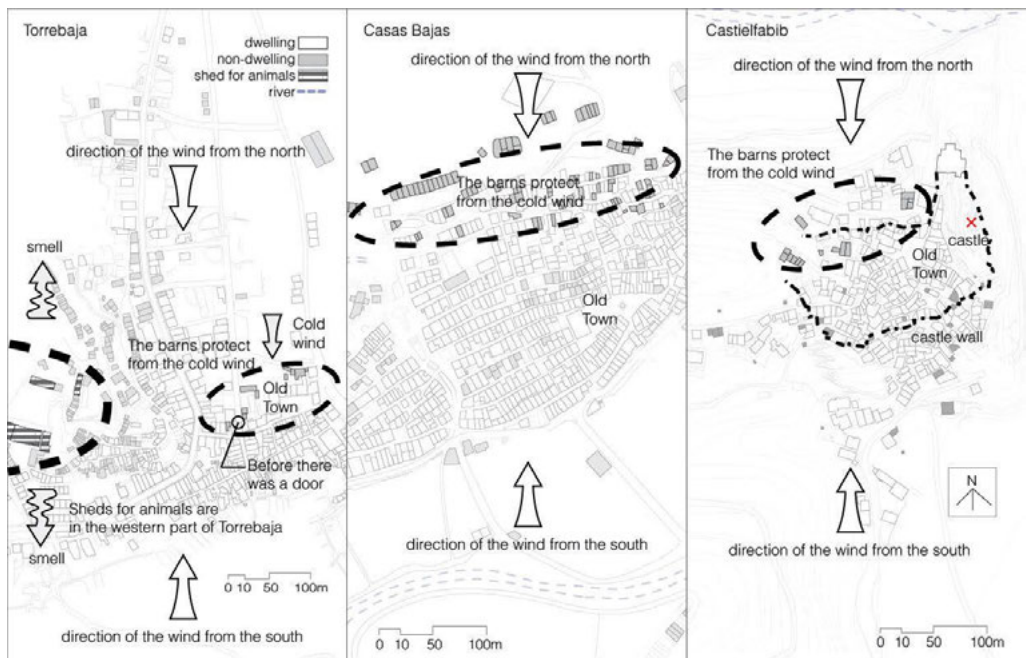 Torrebaja
dwelling
non-dwelling
shed for animals
river
direction of the wind from the north
smell
The barns protect
from the cold wind
Cold
wind
Old
Town
Before there
was a door
Sheds for animals are
in the western part of Torrebaja
smell
0 10 50 100m
direction of the wind from the south
Casas Bajas
direction of the wind from the north
The barns protect
from the cold wind
Old
Town
direction of the wind from the south
0 10 50 100m
Castielfabib
direction of the wind from the north
The barns protect
from the cold wind
castle
Old
Town
castle wall
N
direction of the wind from the south
0 10 50 100m